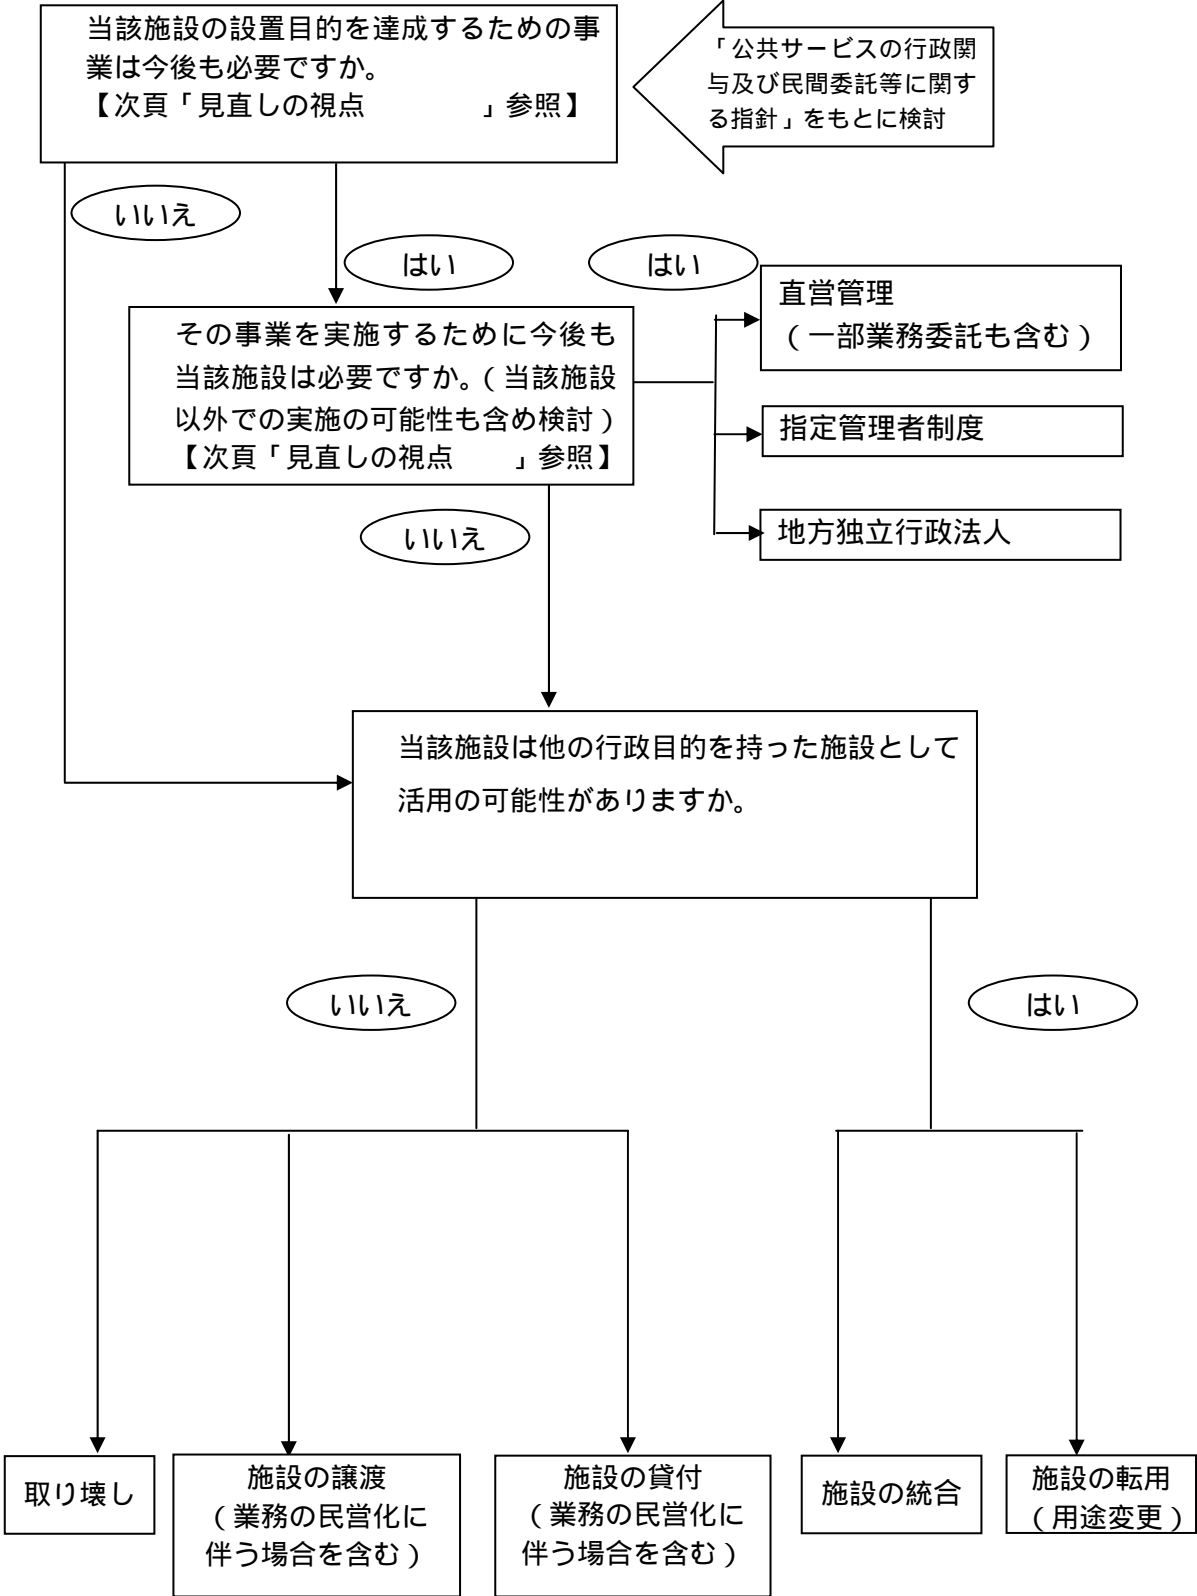 当該施設の設置目的を達成するための事
業は今後も必要ですか。
【次頁「見直しの視点　　　　」参照】
「公共サービスの行政関
与及び民間委託等に関す
る指針」をもとに検討
いいえ
はい
はい
その事業を実施するために今後も
当該施設は必要ですか。（当該施設
以外での実施の可能性も含め検討）
【次頁「見直しの視点　　」参照】
直営管理
（一部業務委託も含む）
指定管理者制度
地方独立行政法人
いいえ
当該施設は他の行政目的を持った施設として
活用の可能性がありますか。
いいえ
はい
取り壊し
施設の譲渡
（業務の民営化に
伴う場合を含む）
施設の貸付
（業務の民営化に
伴う場合を含む）
施設の統合
施設の転用
（用途変更）